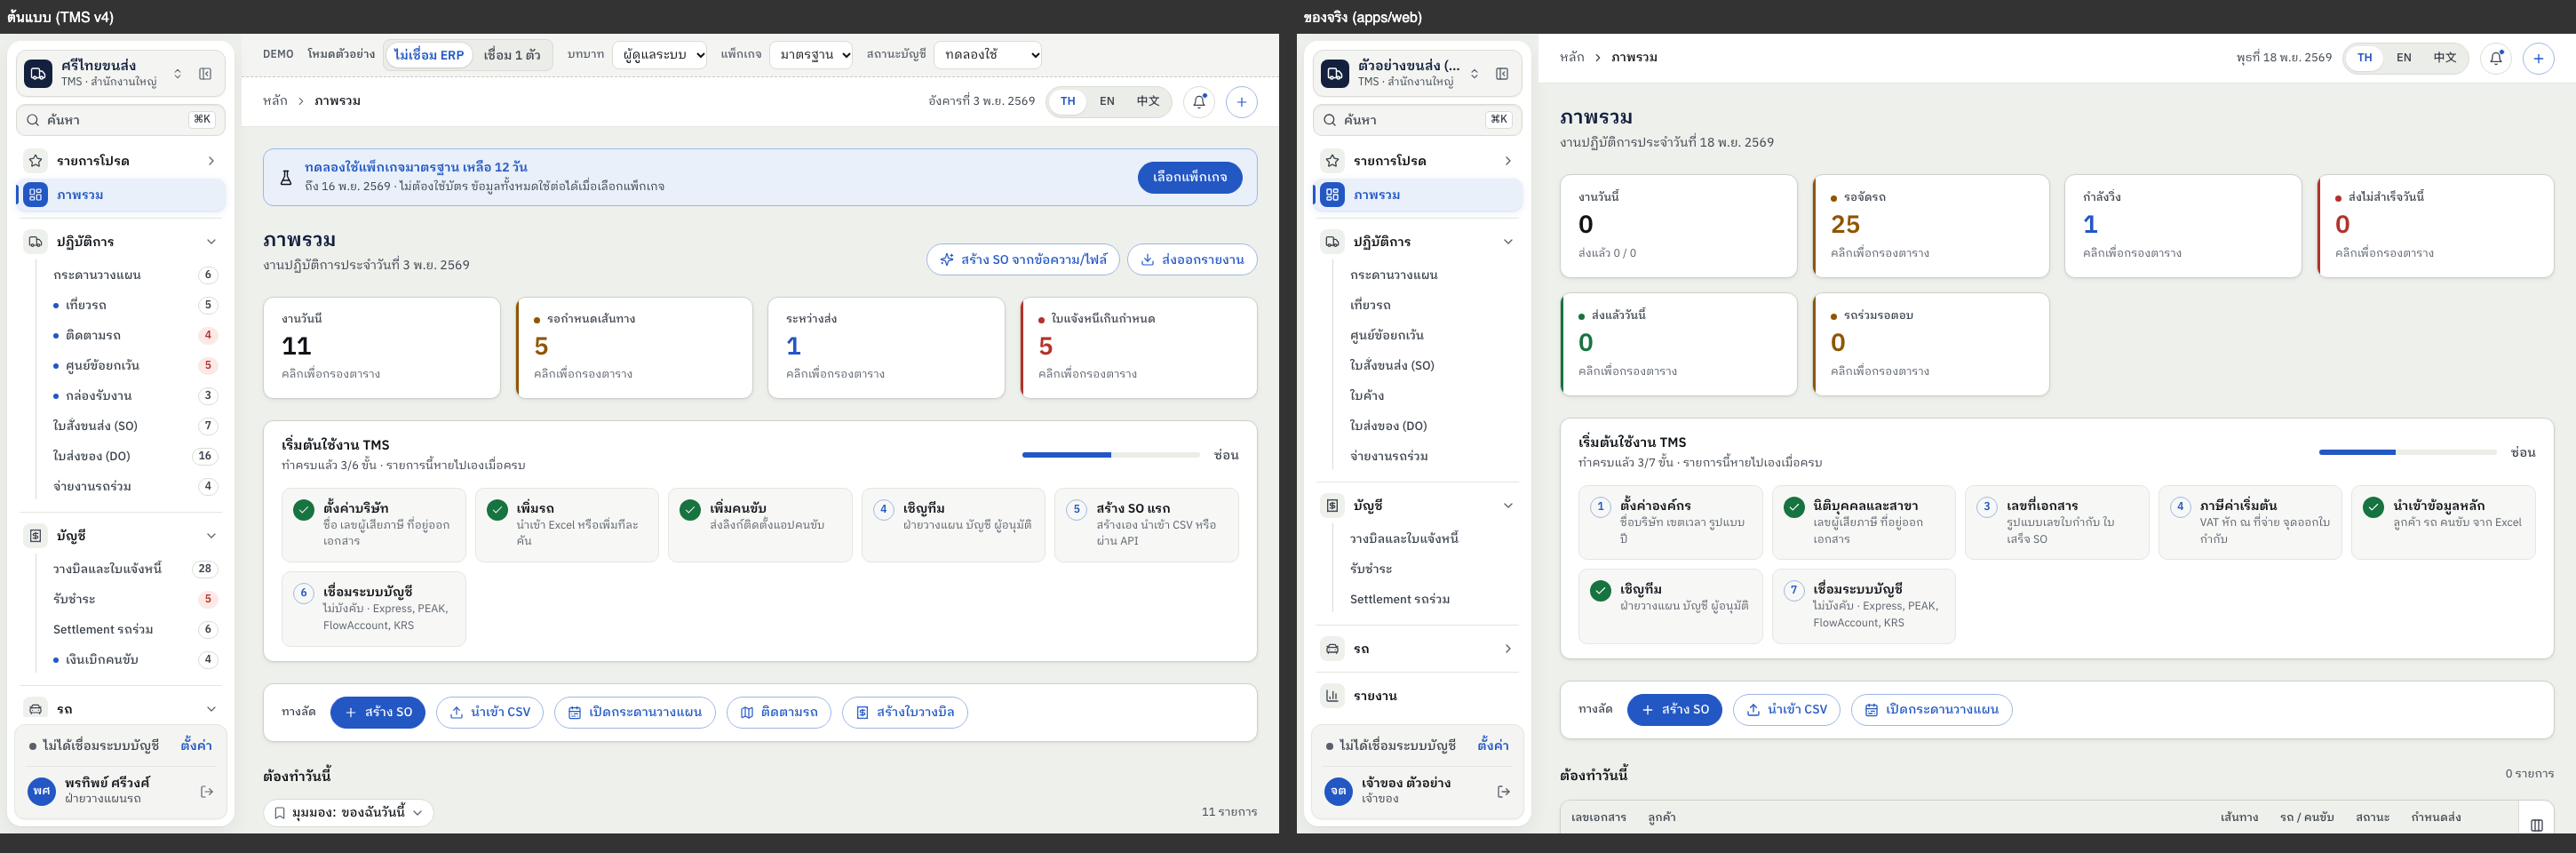 ต้นแบบ (TMS v4)
ศรีไทยขนส่ง
TMS · สำนักงานใหญ่
ค้นหา ⌘K
รายการโปรด
ภาพรวม
ปฏิบัติการ
กระดานวางแผน 6
เที่ยวรถ 5
ติดตามรถ 4
ศูนย์ข้อยกเว้น 5
กล่องรับงาน 3
ใบสั่งขนส่ง (SO) 7
ใบส่งของ (DO) 16
จ่ายงานรถร่วม 4
บัญชี
วางบิลและใบแจ้งหนี้ 28
รับชำระ 5
Settlement รถร่วม 6
เงินเบิกคนขับ 4
รถ
ไม่ได้เชื่อมระบบบัญชี ตั้งค่า
พศ พรทิพย์ ศรีวงศ์
ฝ่ายวางแผนรถ
DEMO โหมดตัวอย่าง ไม่เชื่อม ERP เชื่อม 1 ตัว บทบาท ผู้ดูแลระบบ แพ็กเกจ มาตรฐาน สถานะบัญชี ทดลองใช้
หลัก > ภาพรวม
อังคารที่ 3 พ.ย. 2569 TH EN 中文
ทดลองใช้แพ็กเกจมาตรฐาน เหลือ 12 วัน
ถึง 16 พ.ย. 2569 · ไม่ต้องใช้บัตร ข้อมูลทั้งหมดใช้ต่อได้เมื่อเลือกแพ็กเกจ
เลือกแพ็กเกจ
ภาพรวม
งานปฏิบัติการประจำวันที่ 3 พ.ย. 2569
สร้าง SO จากข้อความ/ไฟล์ ส่งออกรายงาน
งานวันนี้
11
คลิกเพื่อกรองตาราง
รอกำหนดเส้นทาง
5
คลิกเพื่อกรองตาราง
ระหว่างส่ง
1
คลิกเพื่อกรองตาราง
ใบแจ้งหนี้เกินกำหนด
5
คลิกเพื่อกรองตาราง
เริ่มต้นใช้งาน TMS
ทำครบแล้ว 3/6 ขั้น · รายการนี้หายไปเองเมื่อครบ
ซ่อน
ตั้งค่าบริษัท
ชื่อ เลขผู้เสียภาษี ที่อยู่ออก
เอกสาร
เพิ่มรถ
นำเข้า Excel หรือเพิ่มทีละ
คัน
เพิ่มคนขับ
ส่งลิงก์ติดตั้งแอปคนขับ
4 เชิญทีม
ฝ่ายวางแผน บัญชี ผู้อนุมัติ
5 สร้าง SO แรก
สร้างเอง นำเข้า CSV หรือ
ผ่าน API
6 เชื่อมระบบบัญชี
ไม่บังคับ · Express, PEAK,
FlowAccount, KRS
ทางลัด สร้าง SO นำเข้า CSV เปิดกระดานวางแผน ติดตามรถ สร้างใบวางบิล
ต้องทำวันนี้
มุมมอง: ของฉันวันนี้ 11 รายการ
ของจริง (apps/web)
ตัวอย่างขนส่ง (...
TMS · สำนักงานใหญ่
ค้นหา ⌘K
รายการโปรด
ภาพรวม
ปฏิบัติการ
กระดานวางแผน
เที่ยวรถ
ศูนย์ข้อยกเว้น
ใบสั่งขนส่ง (SO)
ใบค้าง
ใบส่งของ (DO)
จ่ายงานรถร่วม
บัญชี
วางบิลและใบแจ้งหนี้
รับชำระ
Settlement รถร่วม
รถ
รายงาน
ไม่ได้เชื่อมระบบบัญชี ตั้งค่า
จต เจ้าของ ตัวอย่าง
เจ้าของ
หลัก > ภาพรวม
พุธที่ 18 พ.ย. 2569 TH EN 中文
ภาพรวม
งานปฏิบัติการประจำวันที่ 18 พ.ย. 2569
งานวันนี้
0
ส่งแล้ว 0 / 0
รอจัดรถ
25
คลิกเพื่อกรองตาราง
กำลังวิ่ง
1
คลิกเพื่อกรองตาราง
ส่งไม่สำเร็จวันนี้
0
คลิกเพื่อกรองตาราง
ส่งแล้ววันนี้
0
คลิกเพื่อกรองตาราง
รถร่วมรอตอบ
0
คลิกเพื่อกรองตาราง
เริ่มต้นใช้งาน TMS
ทำครบแล้ว 3/7 ขั้น · รายการนี้หายไปเองเมื่อครบ
ซ่อน
1 ตั้งค่าองค์กร
ชื่อบริษัท เขตเวลา รูปแบบ
ปี
นิติบุคคลและสาขา
เลขผู้เสียภาษี ที่อยู่ออก
เอกสาร
3 เลขที่เอกสาร
รูปแบบเลขใบกำกับ ใบ
เสร็จ SO
4 ภาษีค่าเริ่มต้น
VAT หัก ณ ที่จ่าย จุดออกใบ
กำกับ
นำเข้าข้อมูลหลัก
ลูกค้า รถ คนขับ จาก Excel
เชิญทีม
ฝ่ายวางแผน บัญชี ผู้อนุมัติ
7 เชื่อมระบบบัญชี
ไม่บังคับ · Express, PEAK,
FlowAccount, KRS
ทางลัด สร้าง SO นำเข้า CSV เปิดกระดานวางแผน
ต้องทำวันนี้ 0 รายการ
เลขเอกสาร ลูกค้า เส้นทาง รถ / คนขับ สถานะ กำหนดส่ง